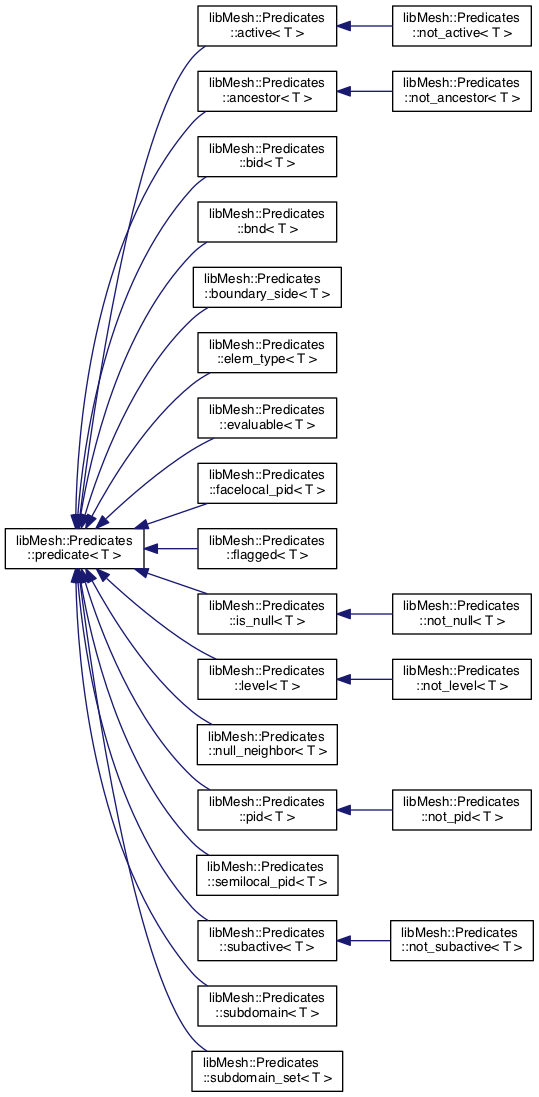 libMesh::Predicates
::active< T >
libMesh::Predicates
::not_active< T >
libMesh::Predicates
::ancestor< T >
libMesh::Predicates
::not_ancestor< T >
libMesh::Predicates
::bid< T >
libMesh::Predicates
::bnd< T >
libMesh::Predicates
::boundary_side< T >
libMesh::Predicates
::elem_type< T >
libMesh::Predicates
::evaluable< T >
libMesh::Predicates
::facelocal_pid< T >
libMesh::Predicates
::predicate< T >
libMesh::Predicates
::flagged< T >
libMesh::Predicates
::is_null< T >
libMesh::Predicates
::not_null< T >
libMesh::Predicates
::level< T >
libMesh::Predicates
::not_level< T >
libMesh::Predicates
::null_neighbor< T >
libMesh::Predicates
::pid< T >
libMesh::Predicates
::not_pid< T >
libMesh::Predicates
::semilocal_pid< T >
libMesh::Predicates
::subactive< T >
libMesh::Predicates
::not_subactive< T >
libMesh::Predicates
::subdomain< T >
libMesh::Predicates
::subdomain_set< T >